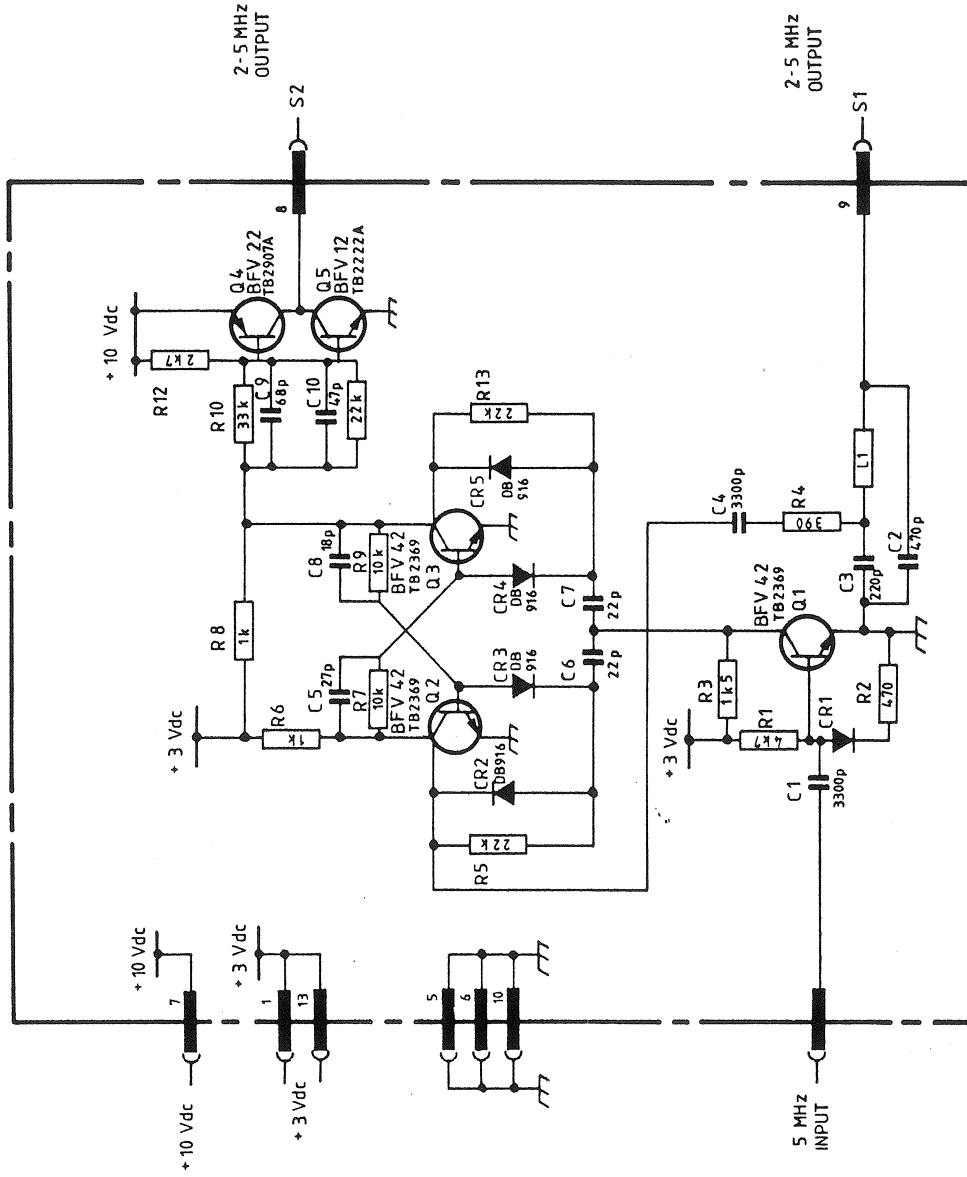 2-5 MHz
OUTPUT
S2
8
+ 10 Vdc
Q4
BFV 22
TB2907A
Q5
BFV 12
TB2222A
R12
2k7
R10
33k
C9
68p
C10
47p
22k
R13
22k
R8
1k
+ 3 Vdc
R6
1k
C5
27p
R7
10k
BFV 42
TB2369
Q2
C8
18p
R9
10k
BFV 42
TB2369
Q3
CR5
DB
916
CR4
DB
916
CR3
DB
916
CR2
DB916
R5
22k
C6
22p
C7
22p
C4
3300p
R4
390
L1
C2
470p
C3
220p
BFV 42
TB2369
Q1
+ 3 Vdc
R3
1k5
R1
4k7
CR1
R2
470
C1
3300p
2-5 MHz
OUTPUT
S1
9
+10 Vdc
7
+10 Vdc
+ 3 Vdc
1
13
+ 3 Vdc
5
6
10
5 MHz
INPUT